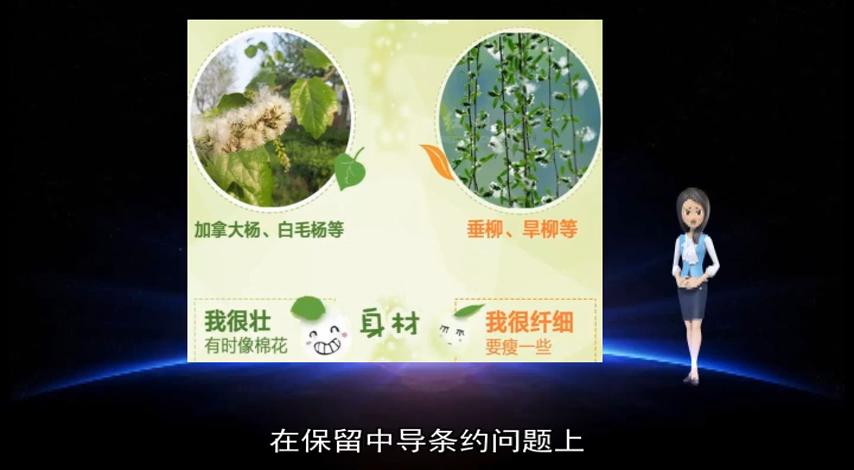 加拿大杨、白毛杨等
垂柳、旱柳等
我很壮
有时像棉花
身材
我很纤细
要瘦一些
在保留中导条约问题上